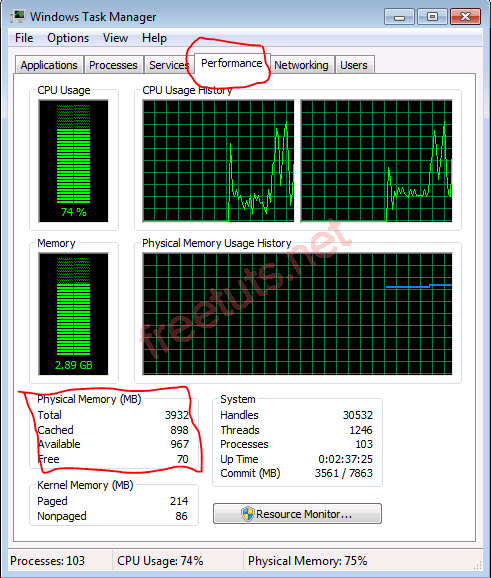 Windows Task Manager
File Options View Help
Applications Processes Services Performance Networking Users
CPU Usage CPU Usage History
74 %
Memory Physical Memory Usage History
2.89 GB
freetuts.net
Physical Memory (MB)
Total 3932
Cached 898
Available 967
Free 70
System
Handles 30532
Threads 1246
Processes 103
Up Time 0:02:37:25
Commit (MB) 3561 / 7863
Kernel Memory (MB)
Paged 214
Nonpaged 86
Resource Monitor...
Processes: 103 CPU Usage: 74% Physical Memory: 75%